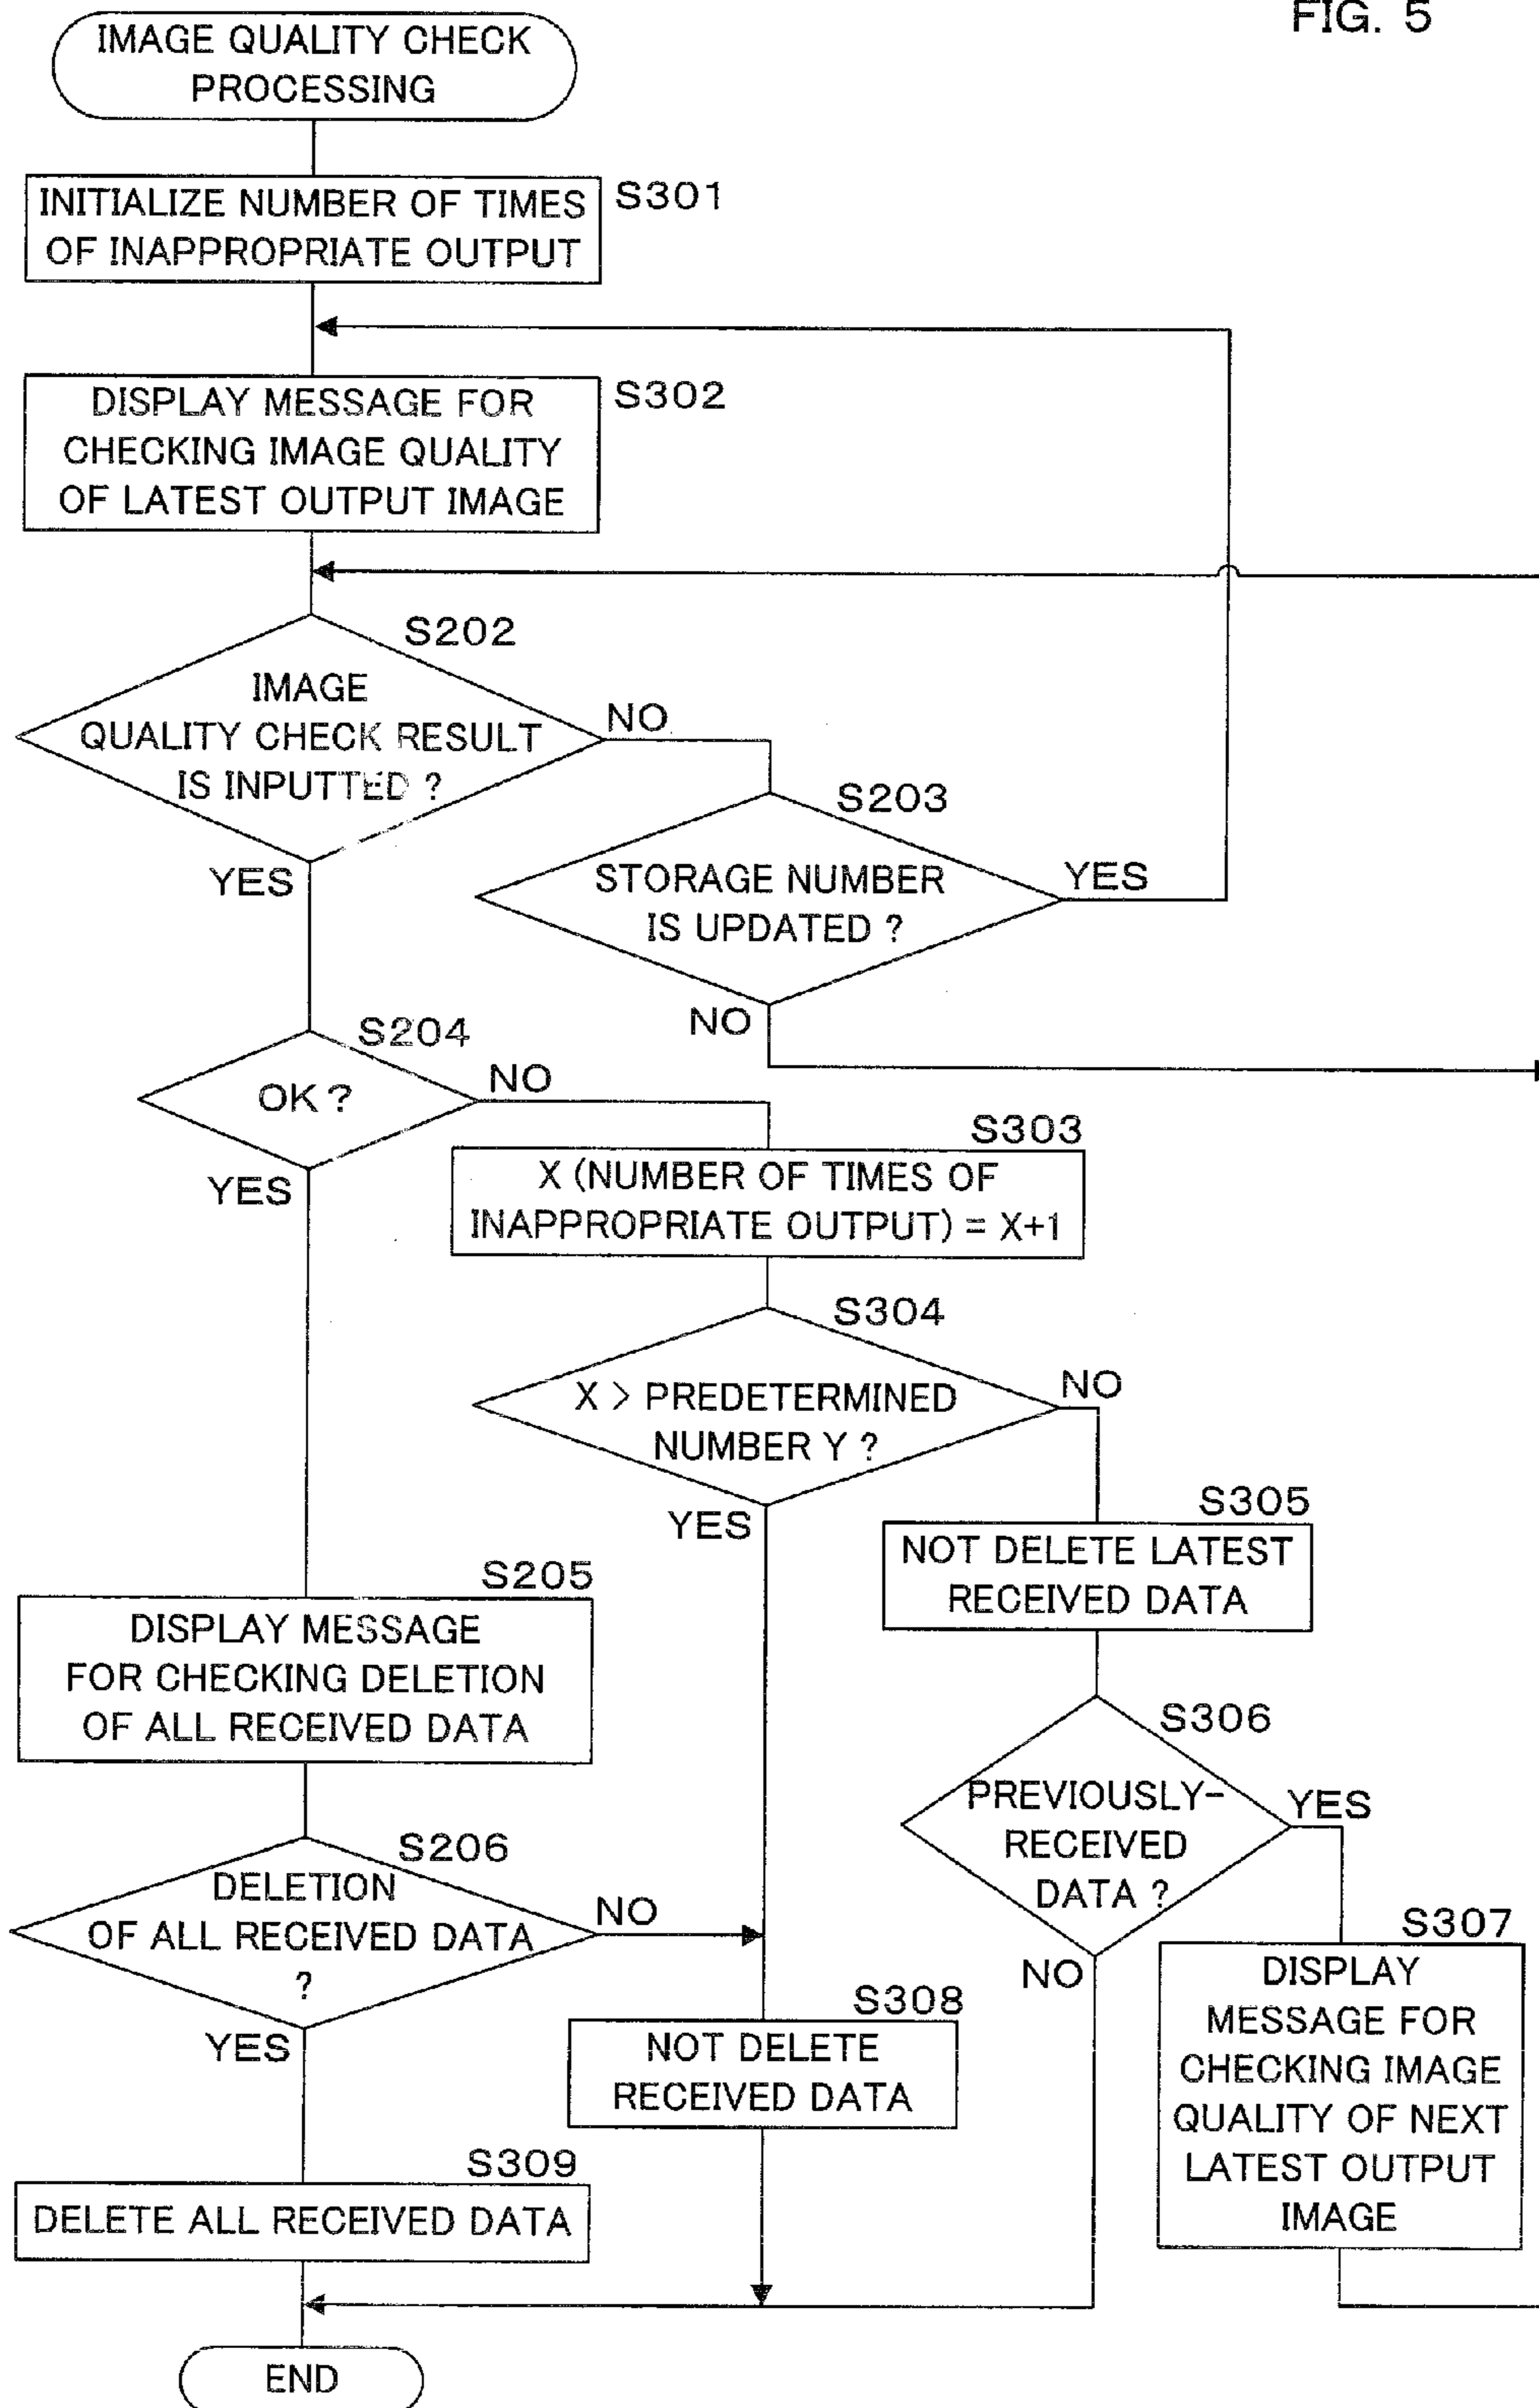 FIG. 5
IMAGE QUALITY CHECK
PROCESSING
INITIALIZE NUMBER OF TIMES
OF INAPPROPRIATE OUTPUT
S301
DISPLAY MESSAGE FOR
CHECKING IMAGE QUALITY
OF LATEST OUTPUT IMAGE
S302
S202
IMAGE
QUALITY CHECK RESULT
IS INPUTTED ?
NO
YES
S203
STORAGE NUMBER
IS UPDATED ?
YES
NO
S204
OK ?
NO
YES
S303
X (NUMBER OF TIMES OF
INAPPROPRIATE OUTPUT) = X+1
S304
X > PREDETERMINED
NUMBER Y ?
NO
YES
S305
NOT DELETE LATEST
RECEIVED DATA
S205
DISPLAY MESSAGE
FOR CHECKING DELETION
OF ALL RECEIVED DATA
S306
PREVIOUSLY-
RECEIVED
DATA ?
YES
NO
S206
DELETION
OF ALL RECEIVED DATA
?
NO
YES
S307
DISPLAY
MESSAGE FOR
CHECKING IMAGE
QUALITY OF NEXT
LATEST OUTPUT
IMAGE
S308
NOT DELETE
RECEIVED DATA
S309
DELETE ALL RECEIVED DATA
END